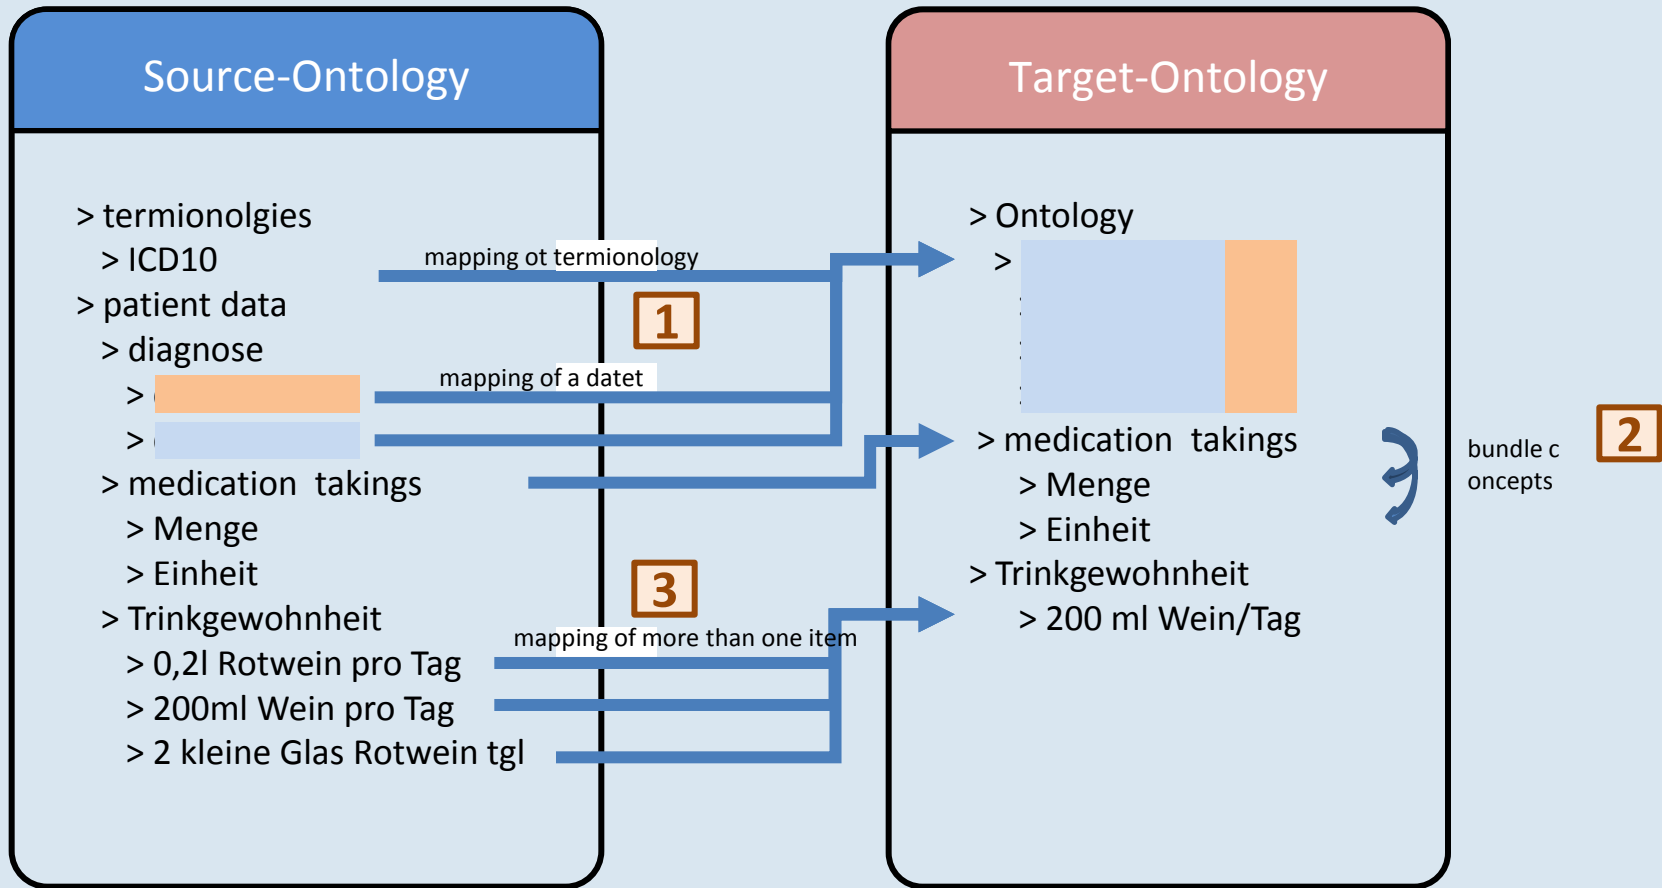 Source-Ontology
> termionolgies
> ICD10
> patient data
> diagnose
>
>
> medication takings
> Menge
> Einheit
> Trinkgewohnheit
> 0,2l Rotwein pro Tag
> 200ml Wein pro Tag
> 2 kleine Glas Rotwein tgl
mapping ot termionology
1
mapping of a datet
3
mapping of more than one item
Target-Ontology
> Ontology
>
> medication takings
> Menge
> Einheit
> Trinkgewohnheit
> 200 ml Wein/Tag
bundle c
oncepts
2